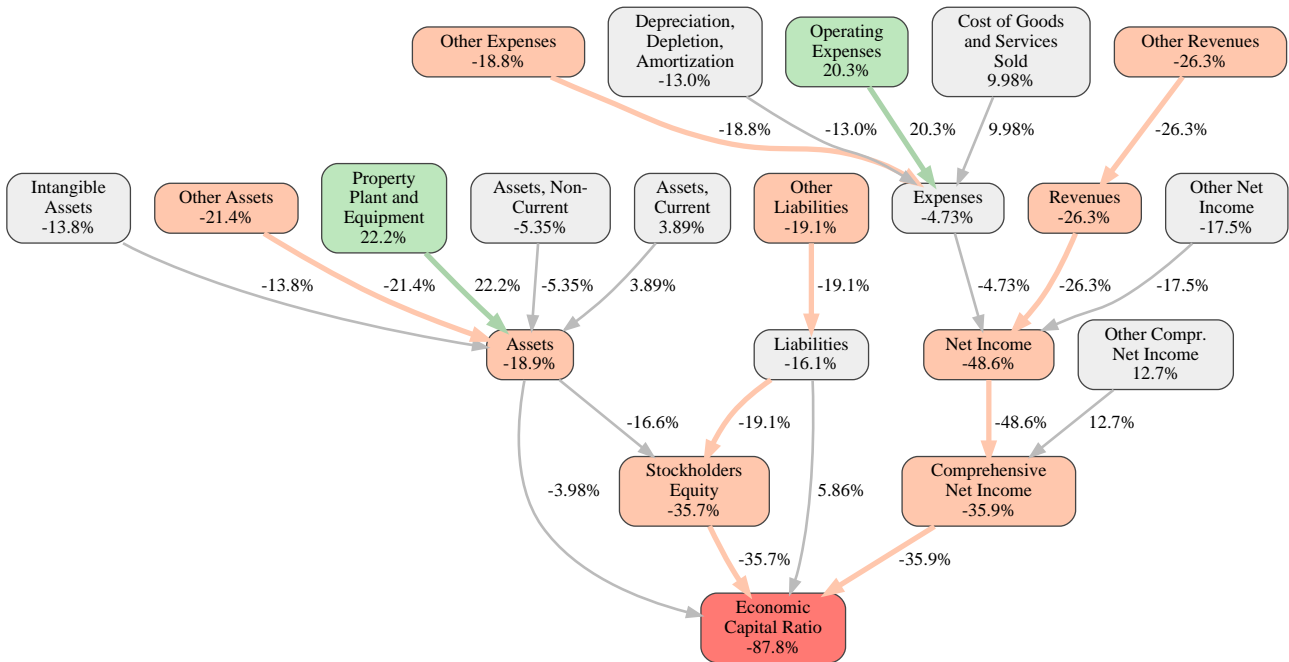 Other Expenses
-18.8%
Depreciation,
Depletion,
Amortization
-13.0%
Operating
Expenses
20.3%
Cost of Goods
and Services
Sold
9.98%
Other Revenues
-26.3%
-18.8%
-13.0%
20.3%
9.98%
-26.3%
Intangible
Assets
-13.8%
Other Assets
-21.4%
Property
Plant and
Equipment
22.2%
Assets, Non-
Current
-5.35%
Assets,
Current
3.89%
Other
Liabilities
-19.1%
Expenses
-4.73%
Revenues
-26.3%
Other Net
Income
-17.5%
-13.8%
-21.4%
22.2%
-5.35%
3.89%
-19.1%
-4.73%
-26.3%
-17.5%
Assets
-18.9%
Liabilities
-16.1%
Net Income
-48.6%
Other Compr.
Net Income
12.7%
-16.6%
-19.1%
-48.6%
12.7%
-3.98%
Stockholders
Equity
-35.7%
5.86%
Comprehensive
Net Income
-35.9%
-35.7%
-35.9%
Economic
Capital Ratio
-87.8%